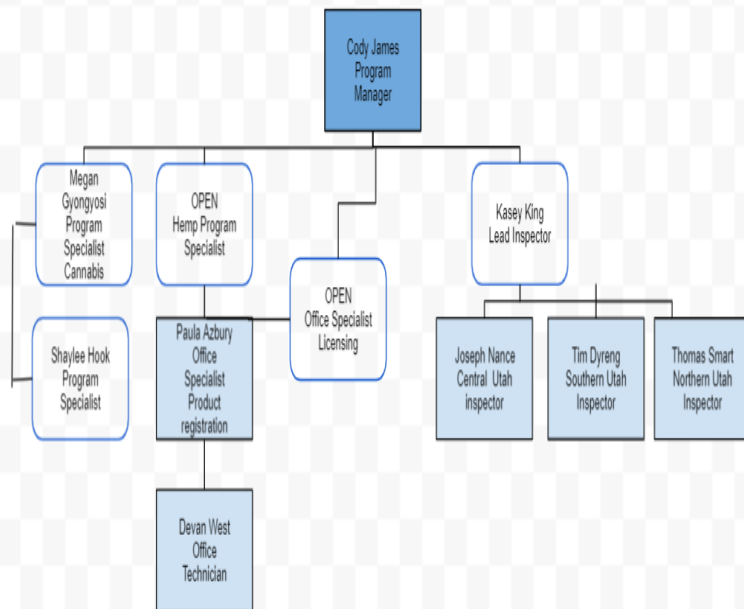 Cody James
Program
Manager
Megan
Gyongyosi
Program
Specialist
Cannabis
OPEN
Hemp Program
Specialist
Kasey King
Lead Inspector
OPEN
Office Specialist
Licensing
Shaylee Hook
Program
Specialist
Paula Azbury
Office
Specialist
Product
registration
Joseph Nance
Central Utah
inspector
Tim Dyreng
Southern Utah
Inspector
Thomas Smart
Northern Utah
Inspector
Devan West
Office
Technician